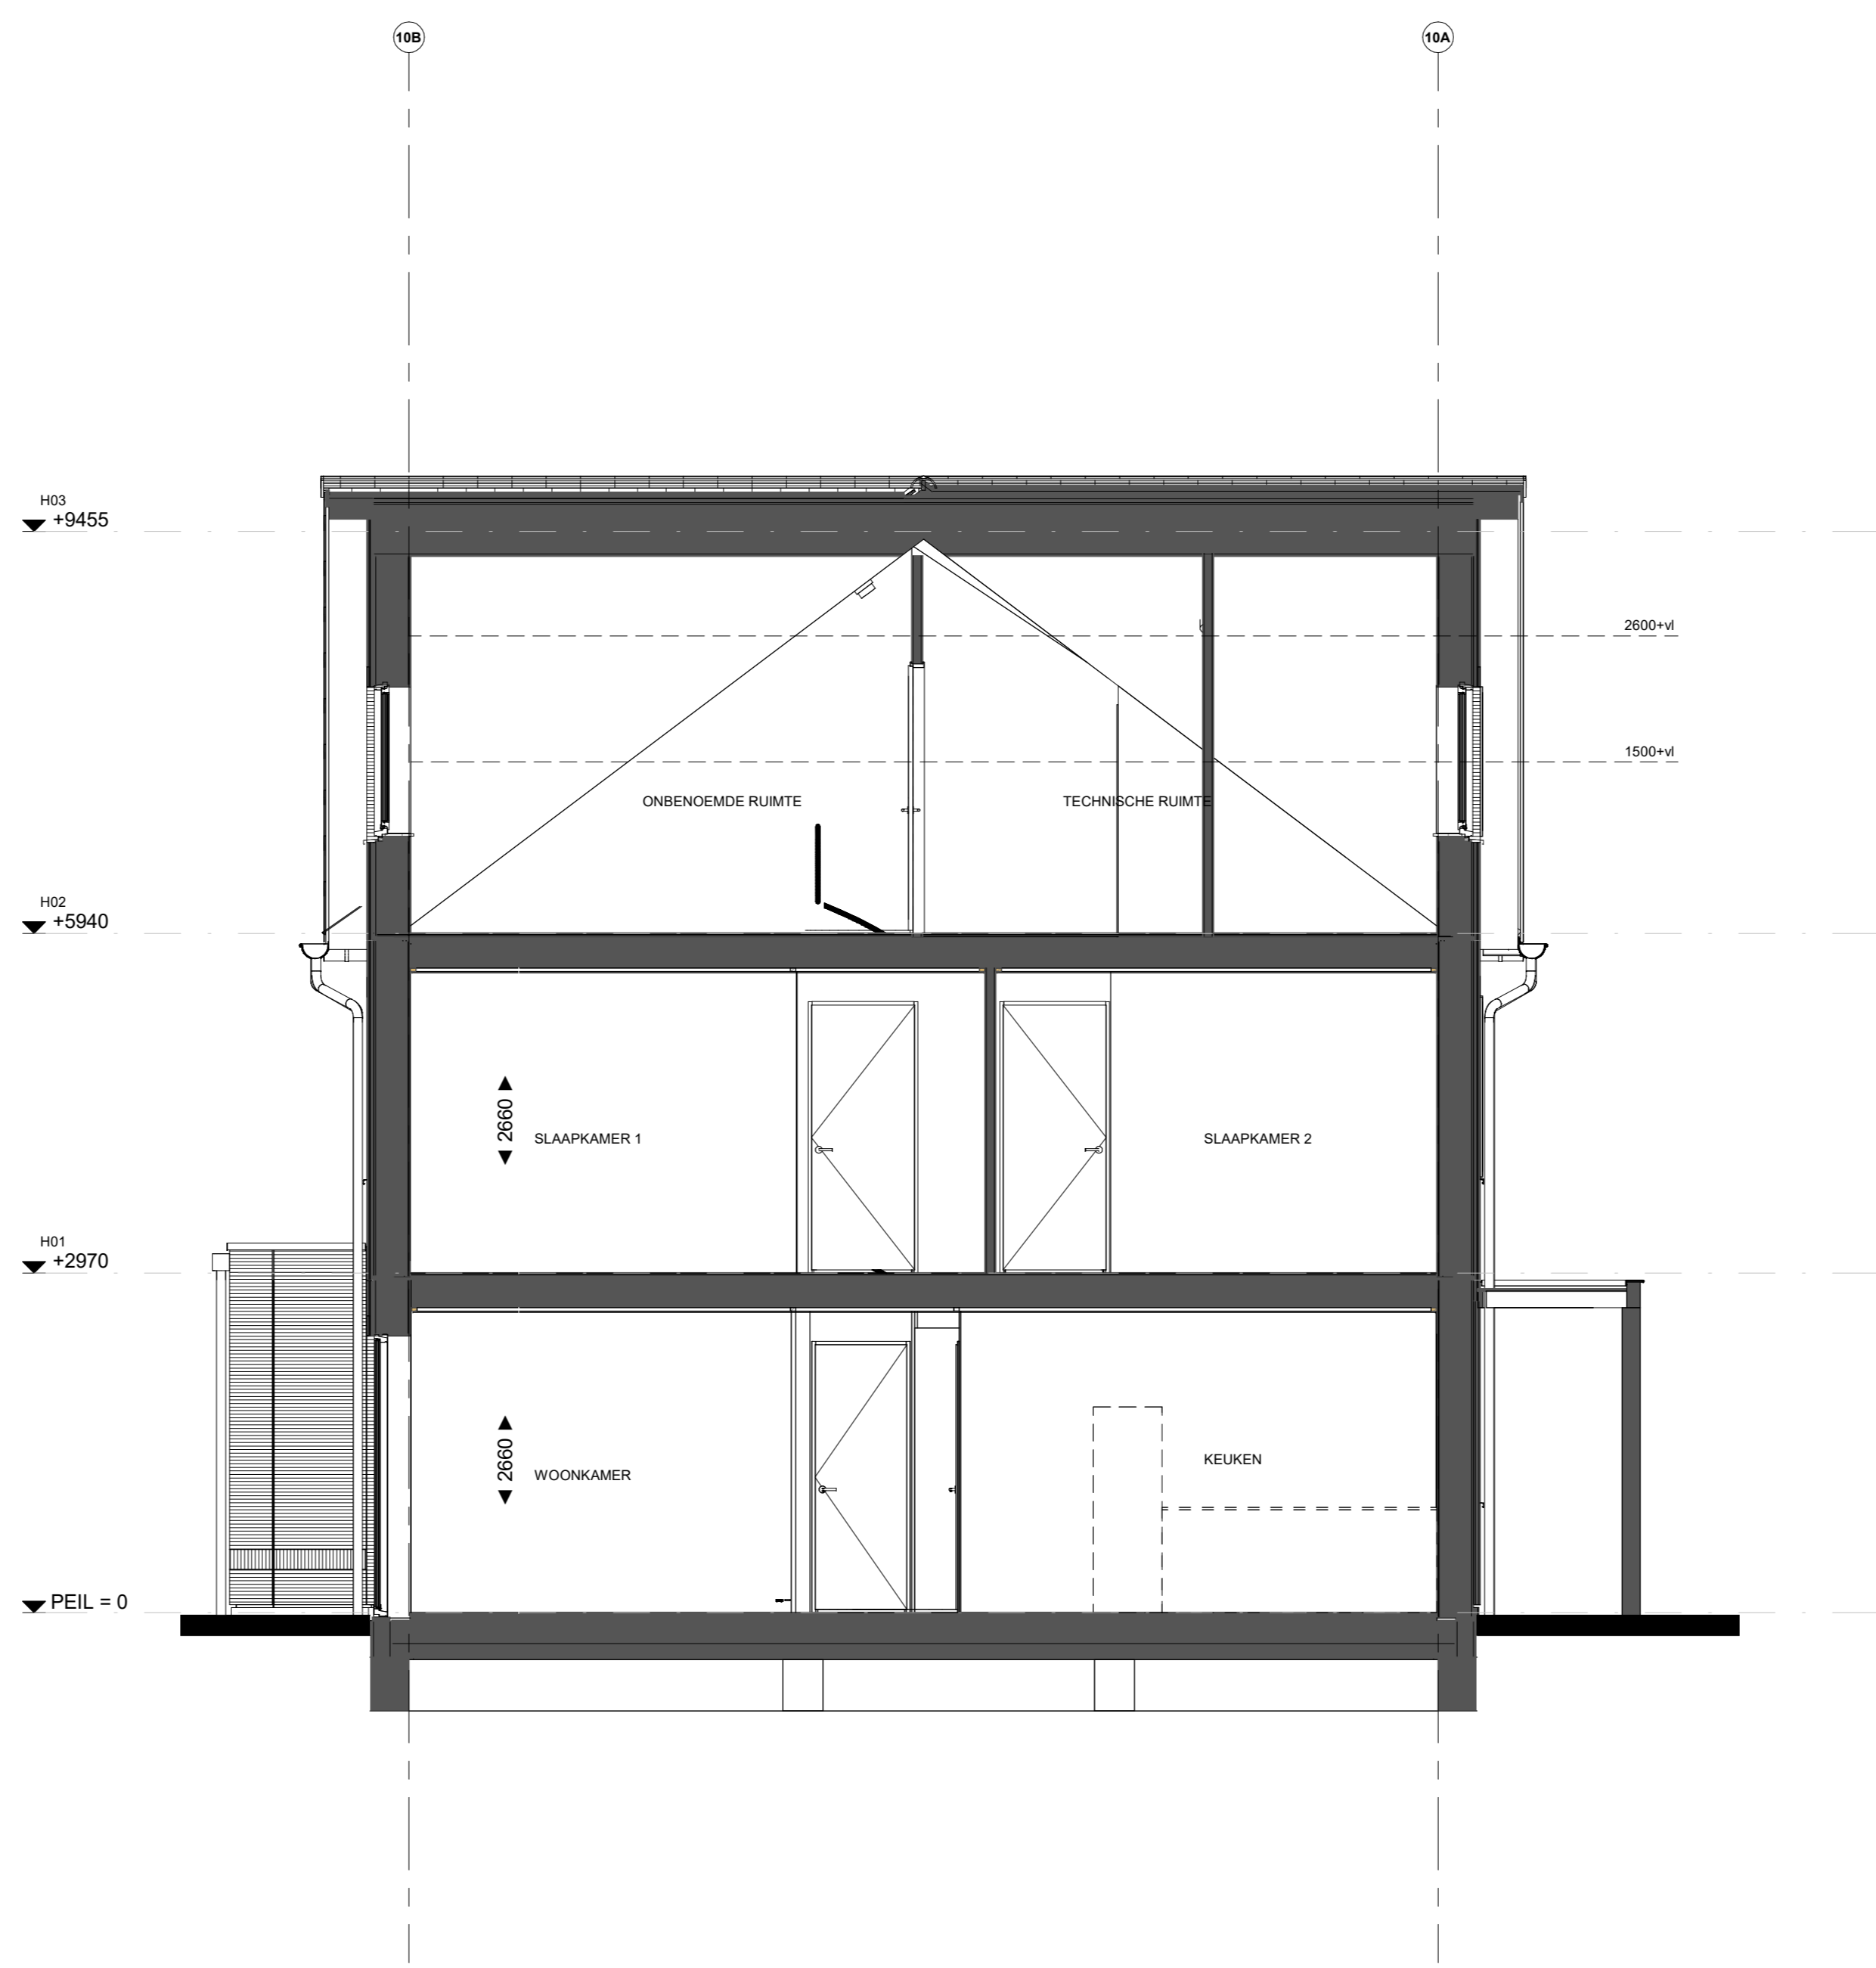 10B
10A
H03
+9455
2600+vl
1500+vl
ONBENOEMDE RUIMTE
TECHNISCHE RUIMTE
H02
+5940
2660
SLAAPKAMER 1
SLAAPKAMER 2
H01
+2970
2660
WOONKAMER
KEUKEN
PEIL = 0